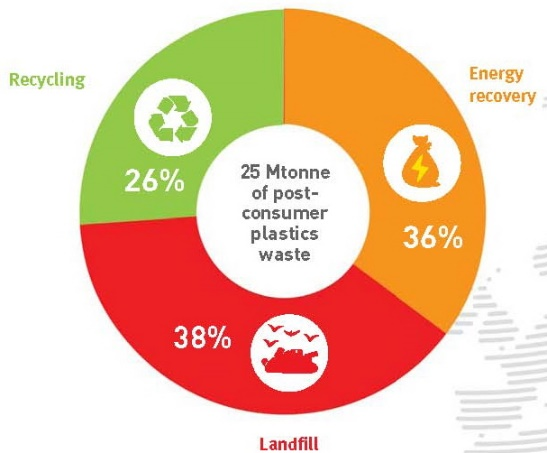 Recycling
Energy
recovery
26%
25 Mtonne
of post-
consumer
plastics
waste
36%
38%
Landfill